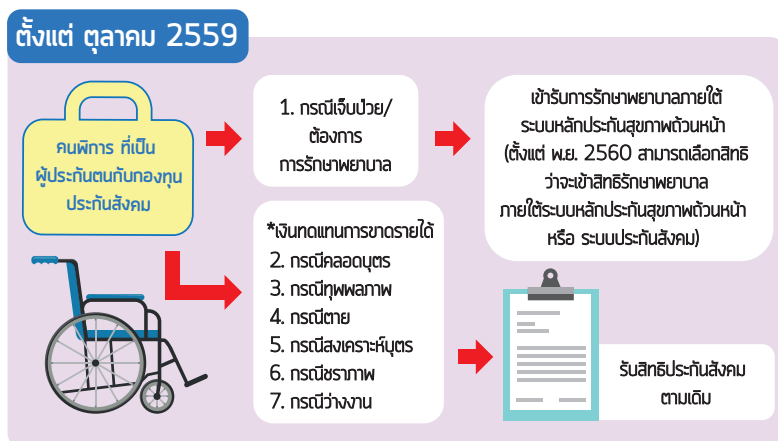 ตั้งแต่ ตุลาคม 2559
คนพิการ ที่เป็น
ผู้ประกันตนกับกองทุน
ประกันสังคม
1. กรณีเจ็บป่วย/
ต้องการ
การรักษาพยาบาล
เข้ารับการรักษาพยาบาลภายใต้
ระบบหลักประกันสุขภาพถ้วนหน้า
(ตั้งแต่ พ.ย. 2560 สามารถเลือกสิทธิ
ว่าจะเข้าสิทธิรักษาพยาบาล
ภายใต้ระบบหลักประกันสุขภาพถ้วนหน้า
หรือ ระบบประกันสังคม)
*เงินทดแทนการขาดรายได้
2. กรณีคลอดบุตร
3. กรณีทุพพลภาพ
4. กรณีตาย
5. กรณีสงเคราะห์บุตร
6. กรณีชราภาพ
7. กรณีว่างงาน
รับสิทธิประกันสังคม
ตามเดิม